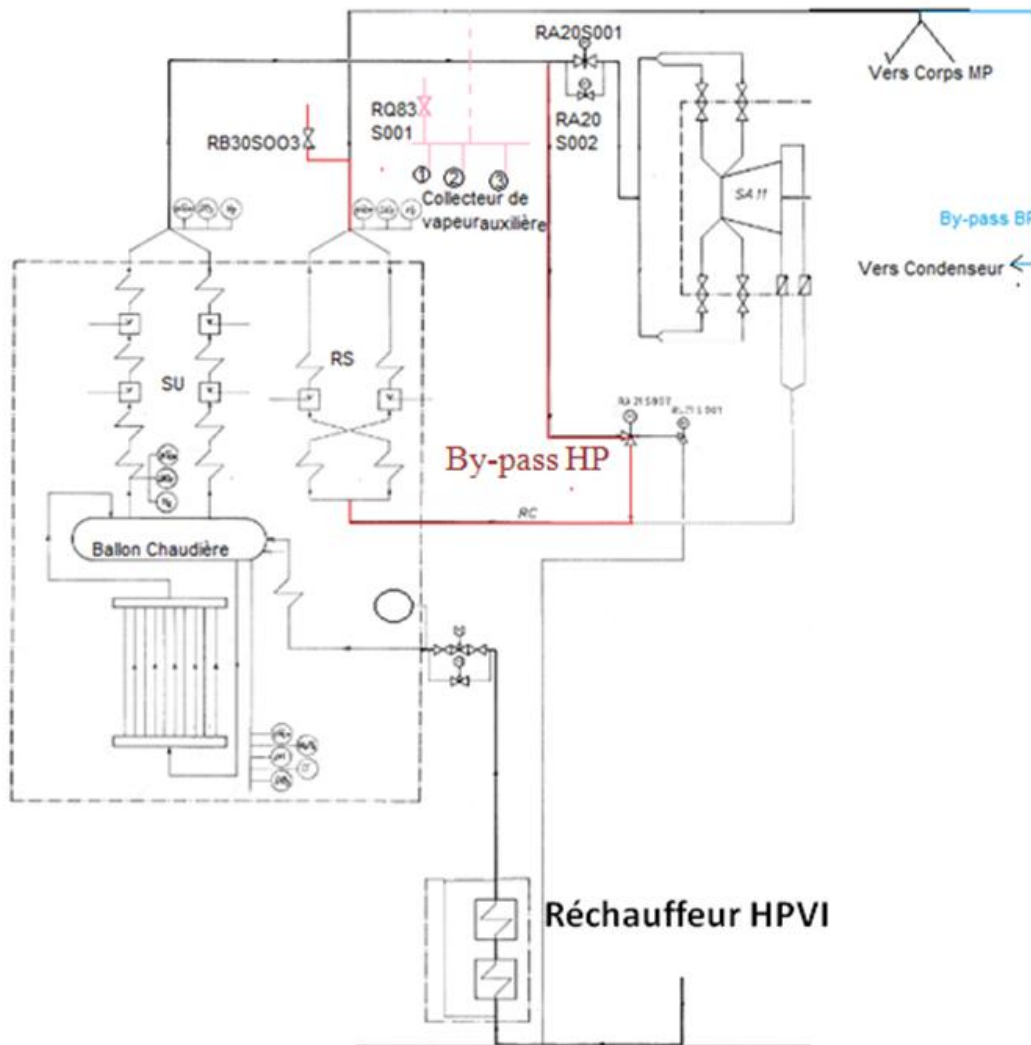 RA20S001
Vers Corps MP
RQ83
S001
RA20
S002
RB30SOO3
1
2
3
Collecteur de
vapeurauxilière
SA 11
By-pass BP
Vers Condenseur
SU
RS
By-pass HP
RC
Ballon Chaudière
Réchauffeur HPVI